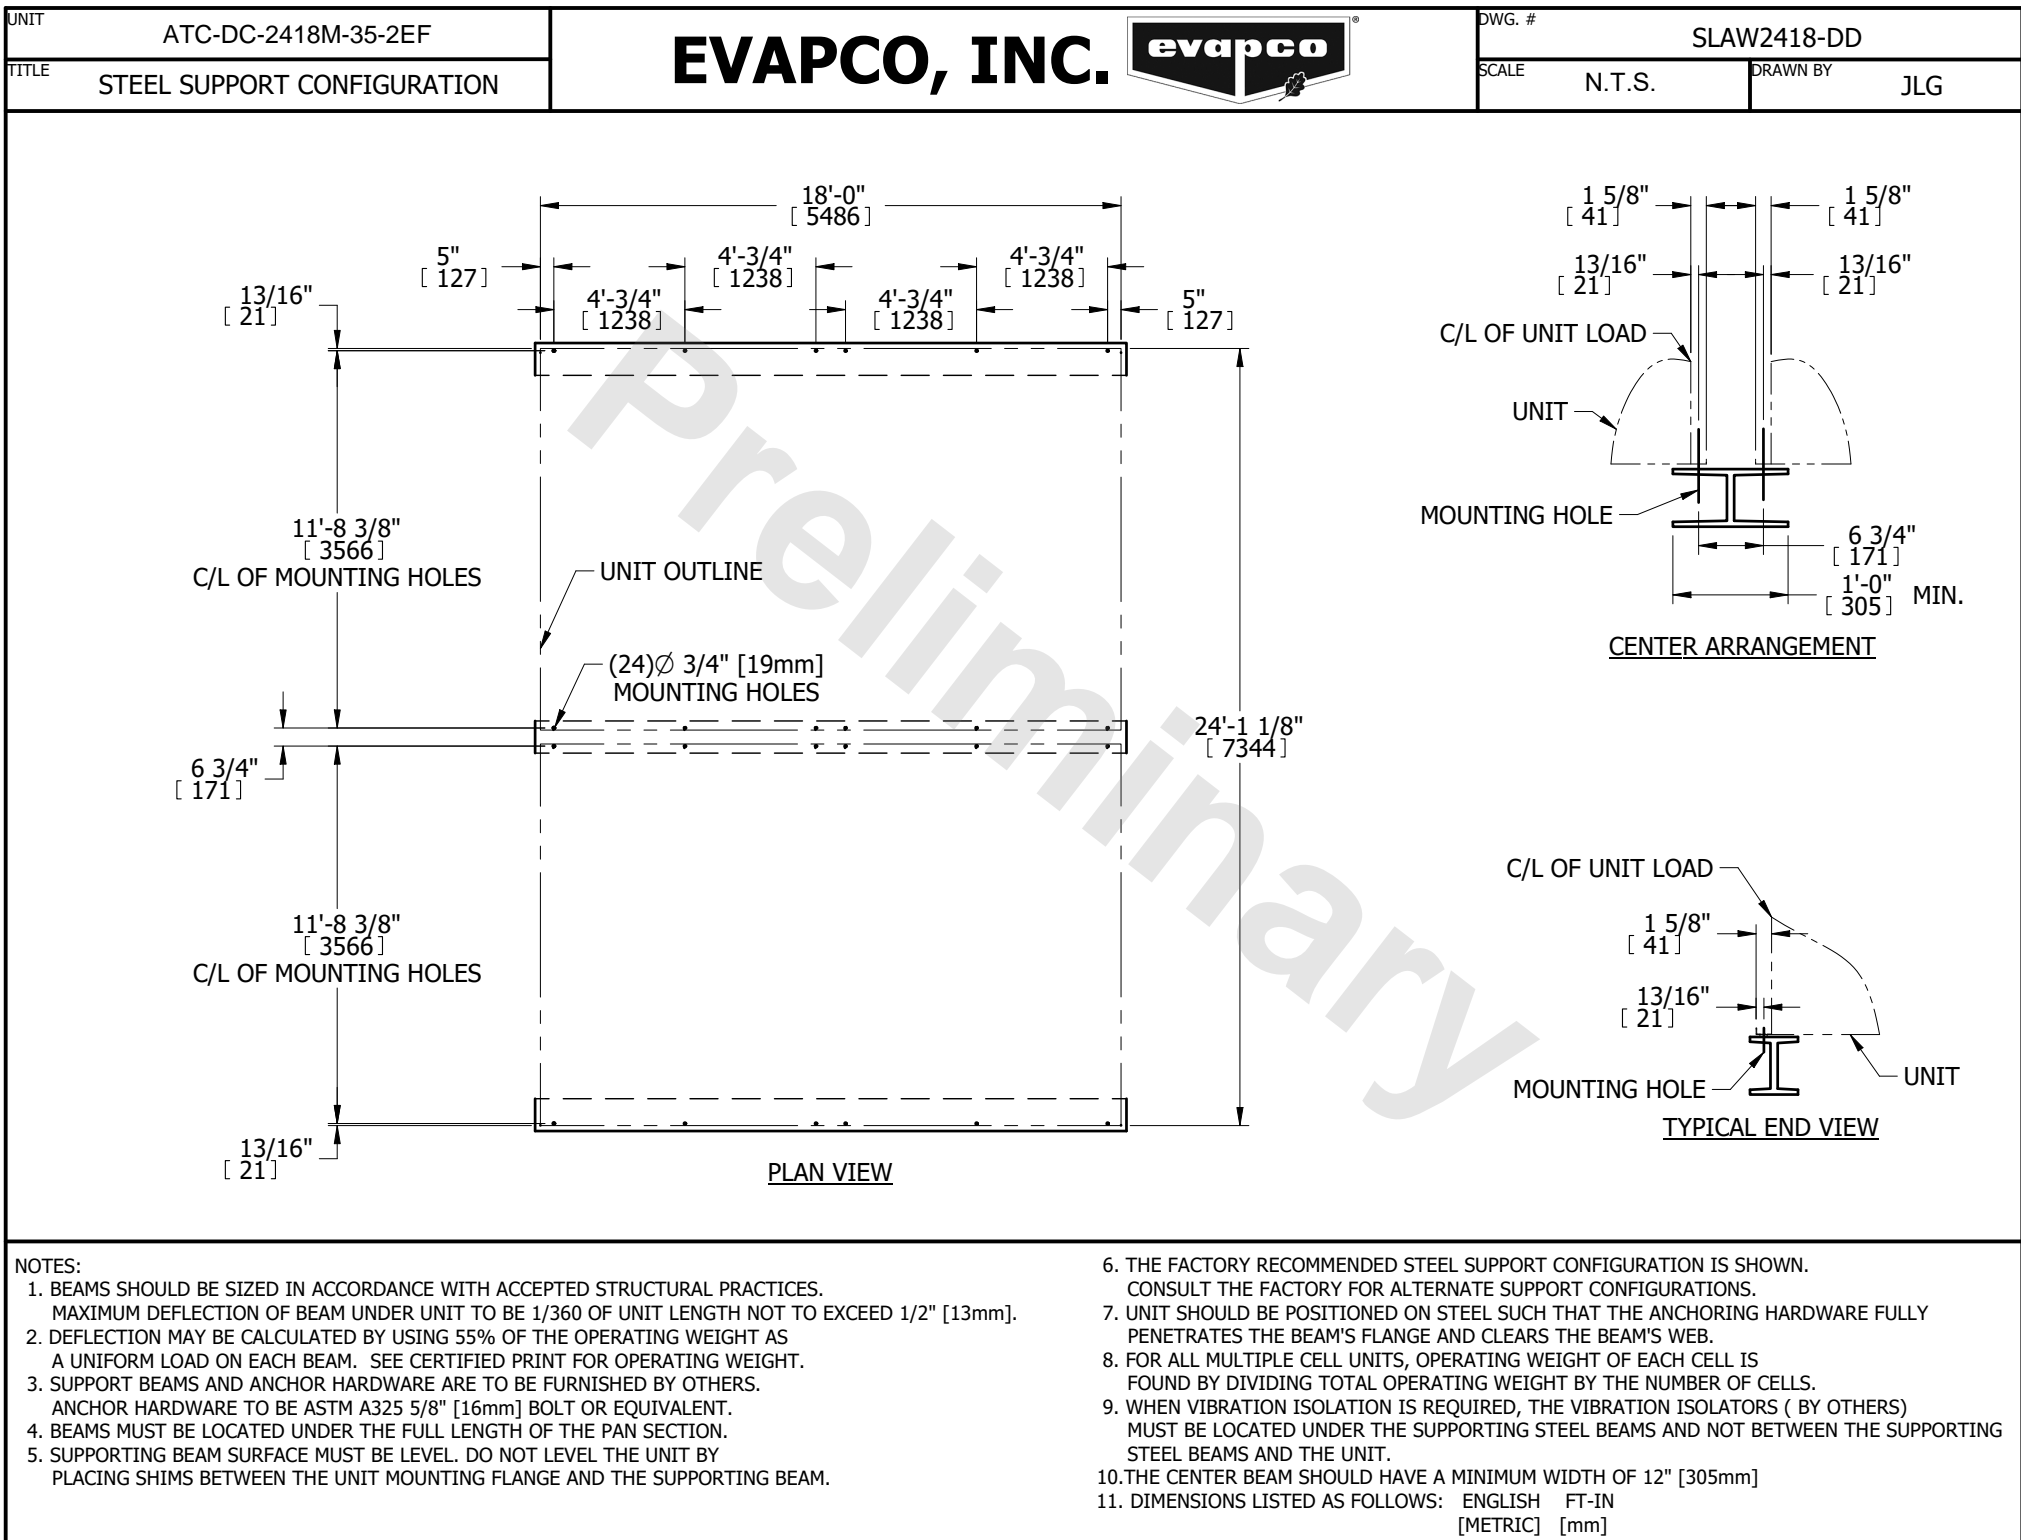 UNIT
ATC-DC-2418M-35-2EF
TITLE
STEEL SUPPORT CONFIGURATION
EVAPCO, INC.
evapco
®
DWG. #
SLAW2418-DD
SCALE
N.T.S.
DRAWN BY
JLG
18'-0"
[ 5486 ]
5"
[ 127 ]
4'-3/4"
[ 1238 ]
4'-3/4"
[ 1238 ]
13/16"
[ 21 ]
4'-3/4"
[ 1238 ]
4'-3/4"
[ 1238 ]
5"
[ 127 ]
11'-8 3/8"
[ 3566 ]
C/L OF MOUNTING HOLES
UNIT OUTLINE
(24)∅ 3/4" [19mm]
MOUNTING HOLES
6 3/4"
[ 171 ]
24'-1 1/8"
[ 7344 ]
11'-8 3/8"
[ 3566 ]
C/L OF MOUNTING HOLES
13/16"
[ 21 ]
PLAN VIEW
Preliminary
1 5/8"
[ 41 ]
1 5/8"
[ 41 ]
13/16"
[ 21 ]
13/16"
[ 21 ]
C/L OF UNIT LOAD
UNIT
MOUNTING HOLE
6 3/4"
[ 171 ]
1'-0"
[ 305 ] MIN.
CENTER ARRANGEMENT
C/L OF UNIT LOAD
1 5/8"
[ 41 ]
13/16"
[ 21 ]
MOUNTING HOLE
UNIT
TYPICAL END VIEW
NOTES:
1. BEAMS SHOULD BE SIZED IN ACCORDANCE WITH ACCEPTED STRUCTURAL PRACTICES.
MAXIMUM DEFLECTION OF BEAM UNDER UNIT TO BE 1/360 OF UNIT LENGTH NOT TO EXCEED 1/2" [13mm].
2. DEFLECTION MAY BE CALCULATED BY USING 55% OF THE OPERATING WEIGHT AS
A UNIFORM LOAD ON EACH BEAM. SEE CERTIFIED PRINT FOR OPERATING WEIGHT.
3. SUPPORT BEAMS AND ANCHOR HARDWARE ARE TO BE FURNISHED BY OTHERS.
ANCHOR HARDWARE TO BE ASTM A325 5/8" [16mm] BOLT OR EQUIVALENT.
4. BEAMS MUST BE LOCATED UNDER THE FULL LENGTH OF THE PAN SECTION.
5. SUPPORTING BEAM SURFACE MUST BE LEVEL. DO NOT LEVEL THE UNIT BY
PLACING SHIMS BETWEEN THE UNIT MOUNTING FLANGE AND THE SUPPORTING BEAM.
6. THE FACTORY RECOMMENDED STEEL SUPPORT CONFIGURATION IS SHOWN.
CONSULT THE FACTORY FOR ALTERNATE SUPPORT CONFIGURATIONS.
7. UNIT SHOULD BE POSITIONED ON STEEL SUCH THAT THE ANCHORING HARDWARE FULLY
PENETRATES THE BEAM'S FLANGE AND CLEARS THE BEAM'S WEB.
8. FOR ALL MULTIPLE CELL UNITS, OPERATING WEIGHT OF EACH CELL IS
FOUND BY DIVIDING TOTAL OPERATING WEIGHT BY THE NUMBER OF CELLS.
9. WHEN VIBRATION ISOLATION IS REQUIRED, THE VIBRATION ISOLATORS ( BY OTHERS)
MUST BE LOCATED UNDER THE SUPPORTING STEEL BEAMS AND NOT BETWEEN THE SUPPORTING
STEEL BEAMS AND THE UNIT.
10.THE CENTER BEAM SHOULD HAVE A MINIMUM WIDTH OF 12" [305mm]
11. DIMENSIONS LISTED AS FOLLOWS: ENGLISH FT-IN
[METRIC] [mm]